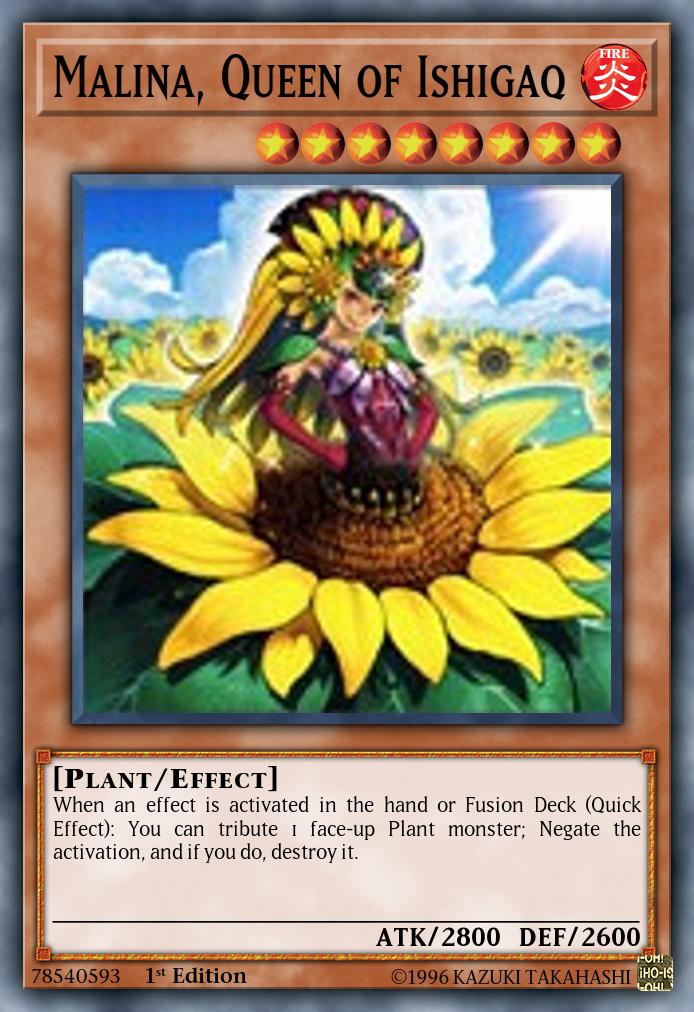 MALINA, QUEEN OF ISHIGAQ
FIRE
炎
[PLANT/EFFECT]
When an effect is activated in the hand or Fusion Deck (Quick
Effect): You can tribute 1 face-up Plant monster; Negate the
activation, and if you do, destroy it.
ATK/2800 DEF/2600
78540593 1st Edition ©1996 KAZUKI TAKAHASHI